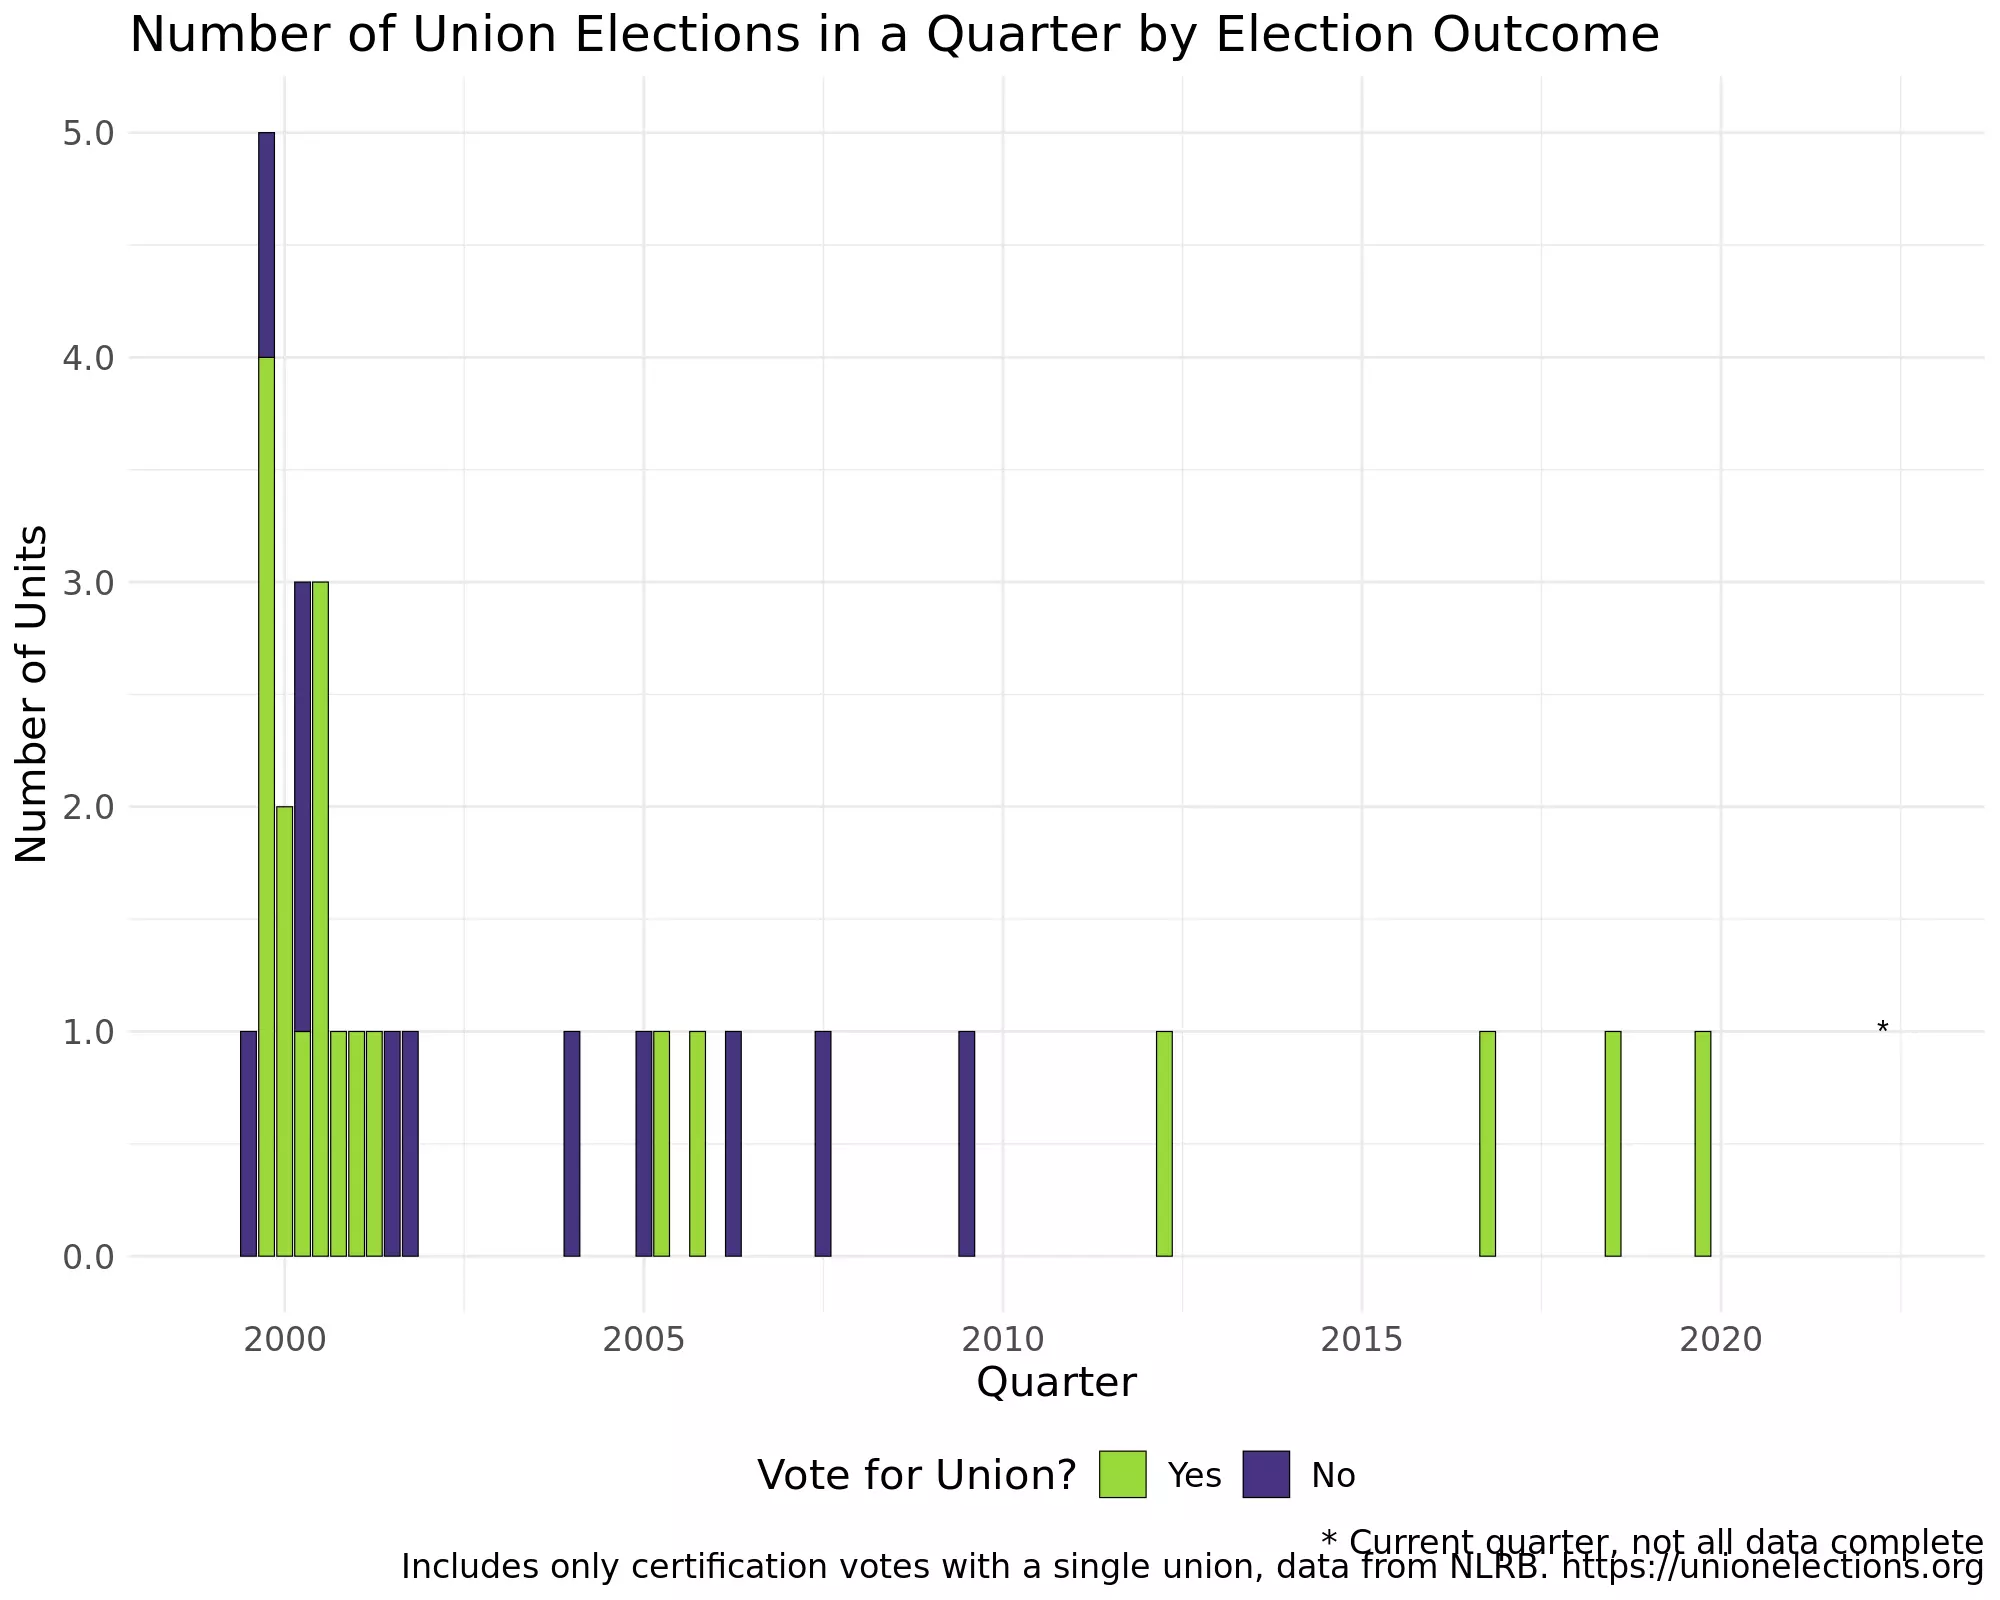 Number of Union Elections in a Quarter by Election Outcome
Number of Units
5.0
4.0
3.0
2.0
1.0
0.0
*
2000 2005 2010 2015 2020
Quarter
Vote for Union? Yes No
* Current quarter, not all data complete
Includes only certification votes with a single union, data from NLRB. https://unionelections.org